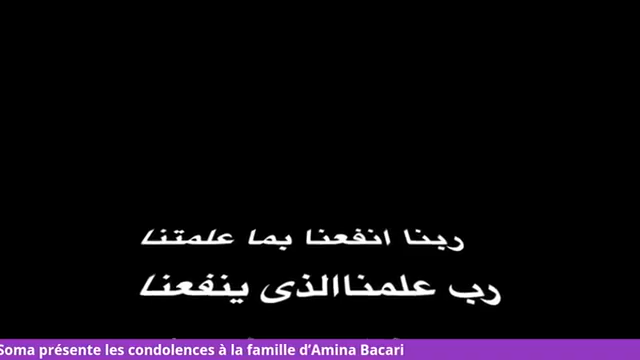 ربنا انفعنا بما علمتنا
رب علمناالذى ينفعنا
Soma présente les condolences à la famille d’Amina Bacari